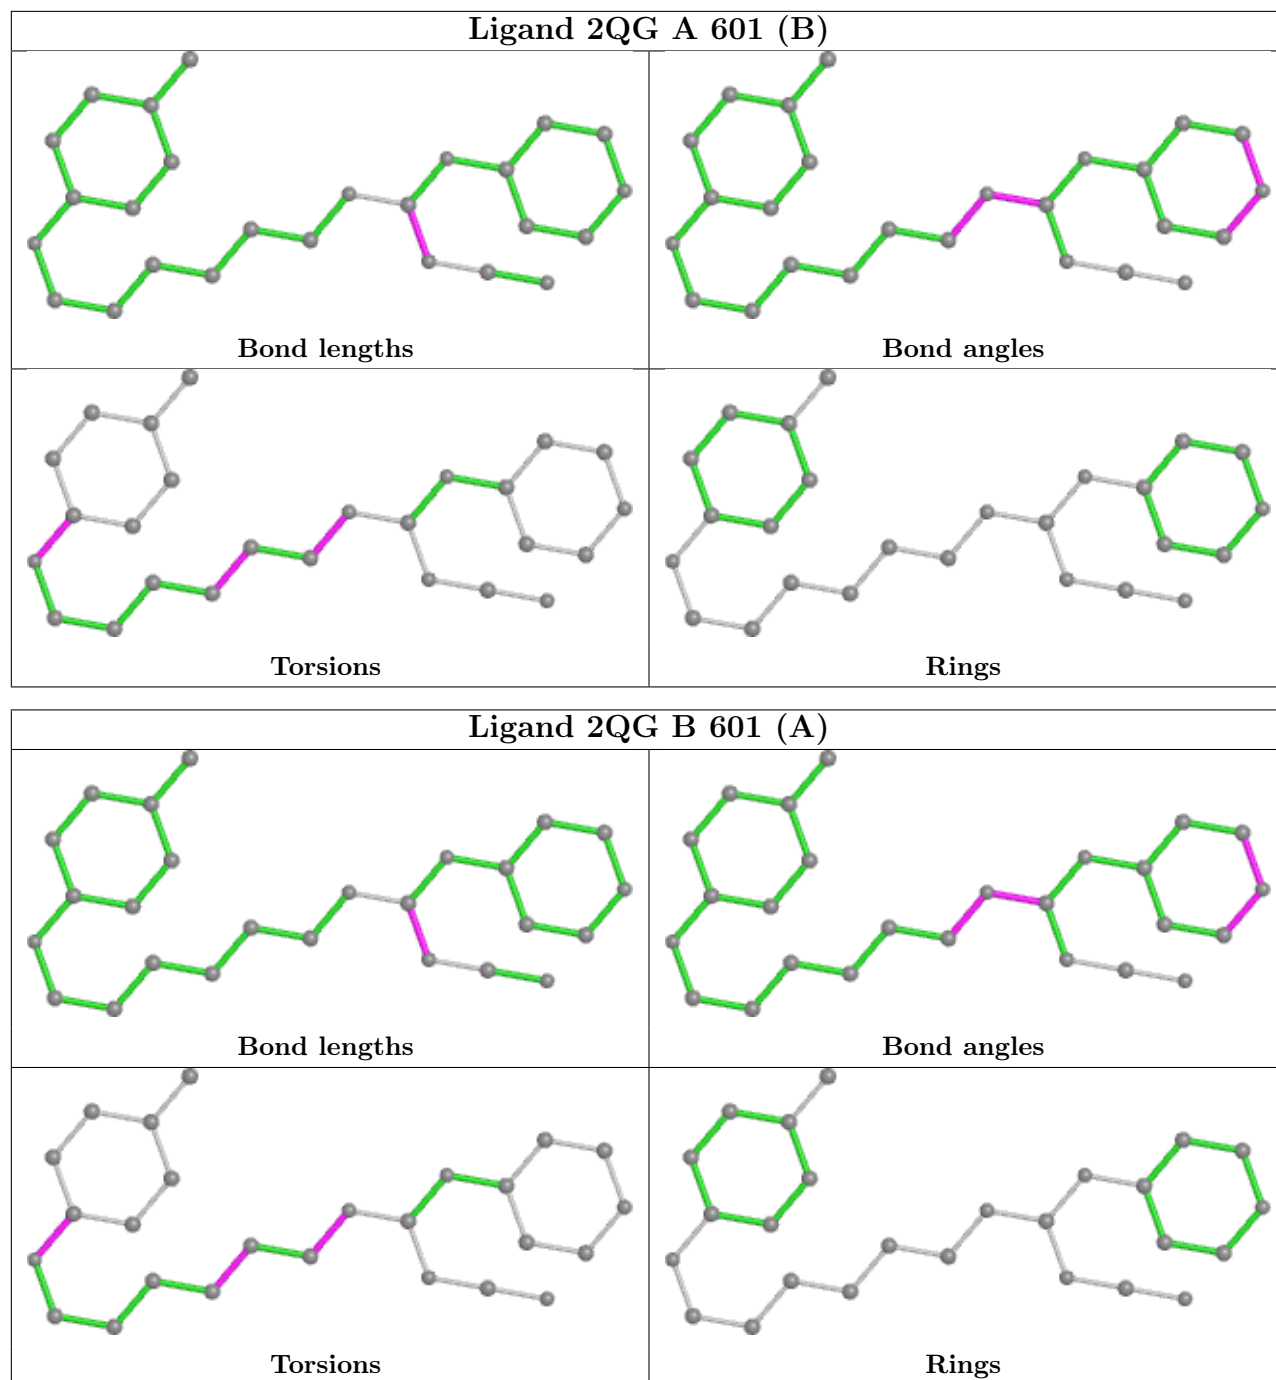 Ligand 2QG A 601 (B)
Bond lengths
Bond angles
Torsions
Rings
Ligand 2QG B 601 (A)
Bond lengths
Bond angles
Torsions
Rings